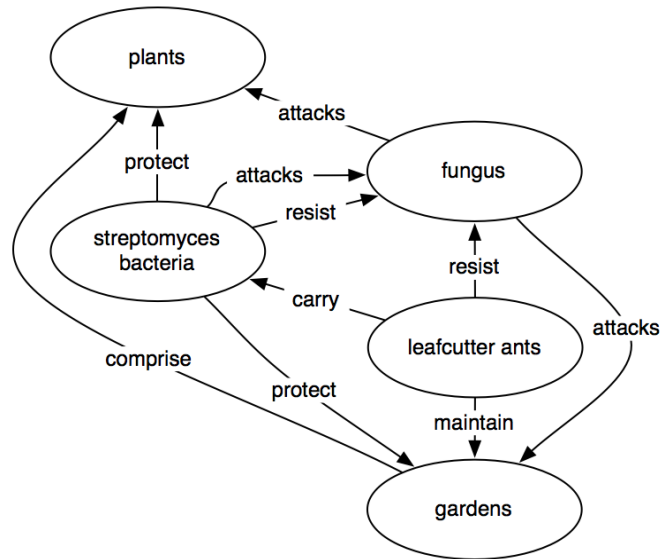 plants
attacks
fungus
protect
attacks
resist
streptomyces
bacteria
resist
carry
attacks
leafcutter ants
comprise
protect
maintain
gardens